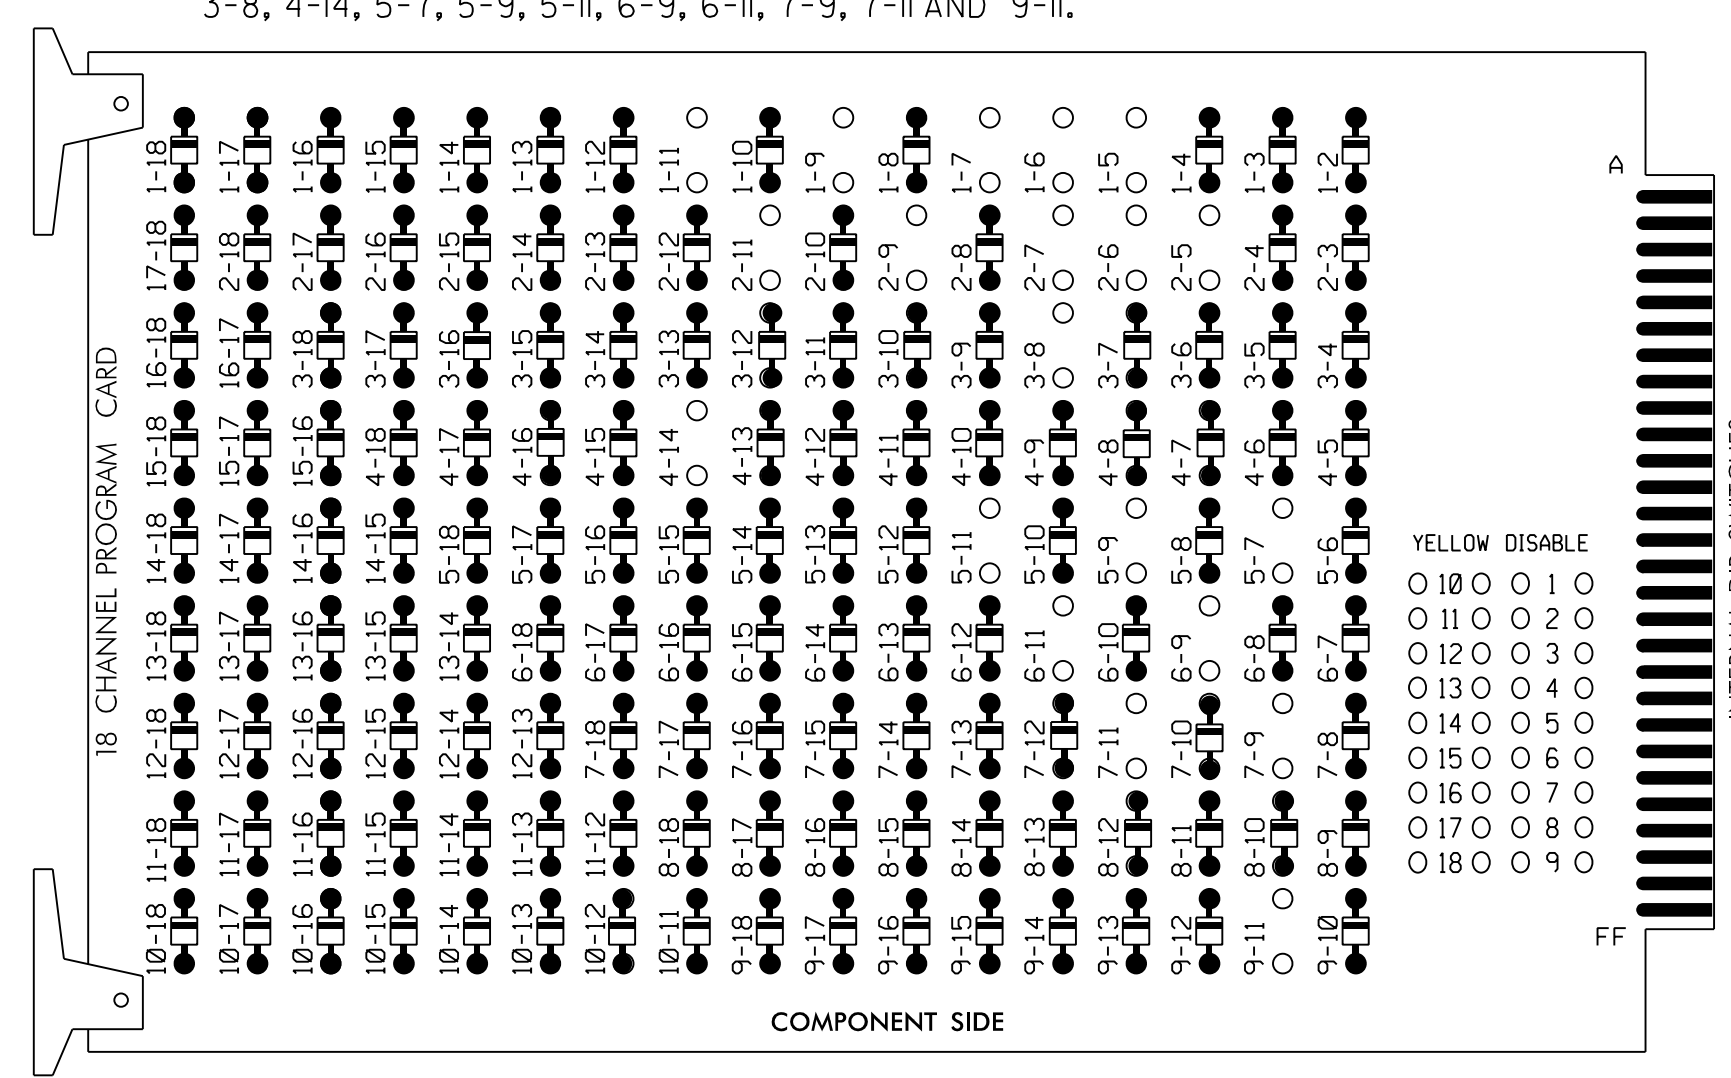 3-8, 4-14, 5-7, 5-9, 5-11, 6-9, 6-11, 7-9, 7-11 AND 9-11.
1-18 1-17 1-16 1-15 1-14 1-13 1-12 1-11 1-10 1-9 1-8 1-7 1-6 1-5 1-4 1-3 1-2
A
17-18 2-18 2-17 2-16 2-15 2-14 2-13 2-12 2-11 2-10 2-9 2-8 2-7 2-6 2-5 2-4 2-3
16-18 16-17 3-18 3-17 3-16 3-15 3-14 3-13 3-12 3-11 3-10 3-9 3-8 3-7 3-6 3-5 3-4
15-18 15-17 15-16 4-18 4-17 4-16 4-15 4-14 4-13 4-12 4-11 4-10 4-9 4-8 4-7 4-6 4-5
14-18 14-17 14-16 14-15 5-18 5-17 5-16 5-15 5-14 5-13 5-12 5-11 5-10 5-9 5-8 5-7 5-6
13-18 13-17 13-16 13-15 13-14 6-18 6-17 6-16 6-15 6-14 6-13 6-12 6-11 6-10 6-9 6-8 6-7
12-18 12-17 12-16 12-15 12-14 12-13 7-18 7-17 7-16 7-15 7-14 7-13 7-12 7-11 7-10 7-9 7-8
11-18 11-17 11-16 11-15 11-14 11-13 11-12 8-18 8-17 8-16 8-15 8-14 8-13 8-12 8-11 8-10 8-9
10-18 10-17 10-16 10-15 10-14 10-13 10-12 10-11 9-18 9-17 9-16 9-15 9-14 9-13 9-12 9-11 9-10
18 CHANNEL PROGRAM CARD
YELLOW DISABLE
10 1
11 2
12 3
13 4
14 5
15 6
16 7
17 8
18 9
FF
COMPONENT SIDE